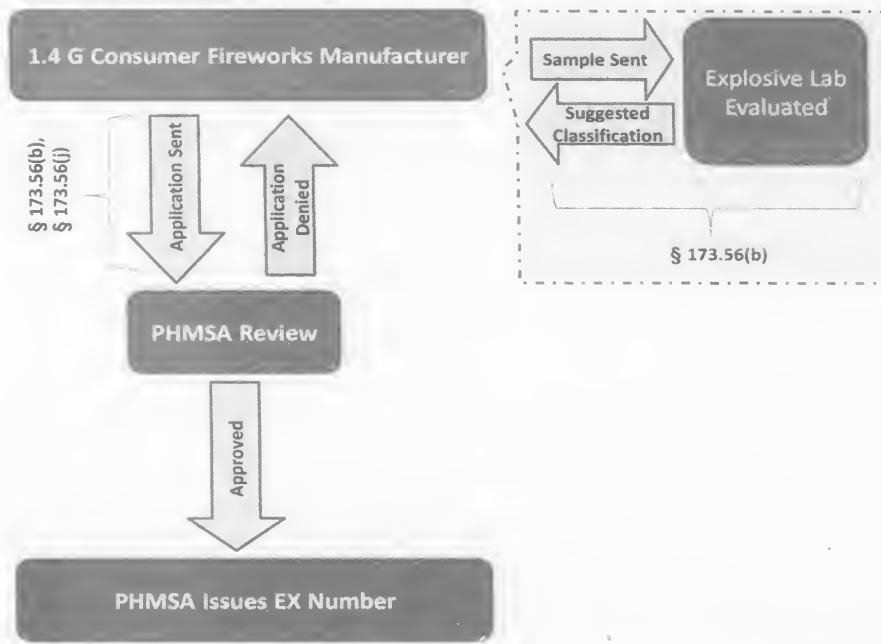 1.4 G Consumer Fireworks Manufacturer
Sample Sent
Suggested
Classification
Explosive Lab
Evaluated
§ 173.56(b)
§ 173.56(b),
§ 173.56(j)
Application Sent
Application
Denied
PHMSA Review
Approved
PHMSA Issues EX Number